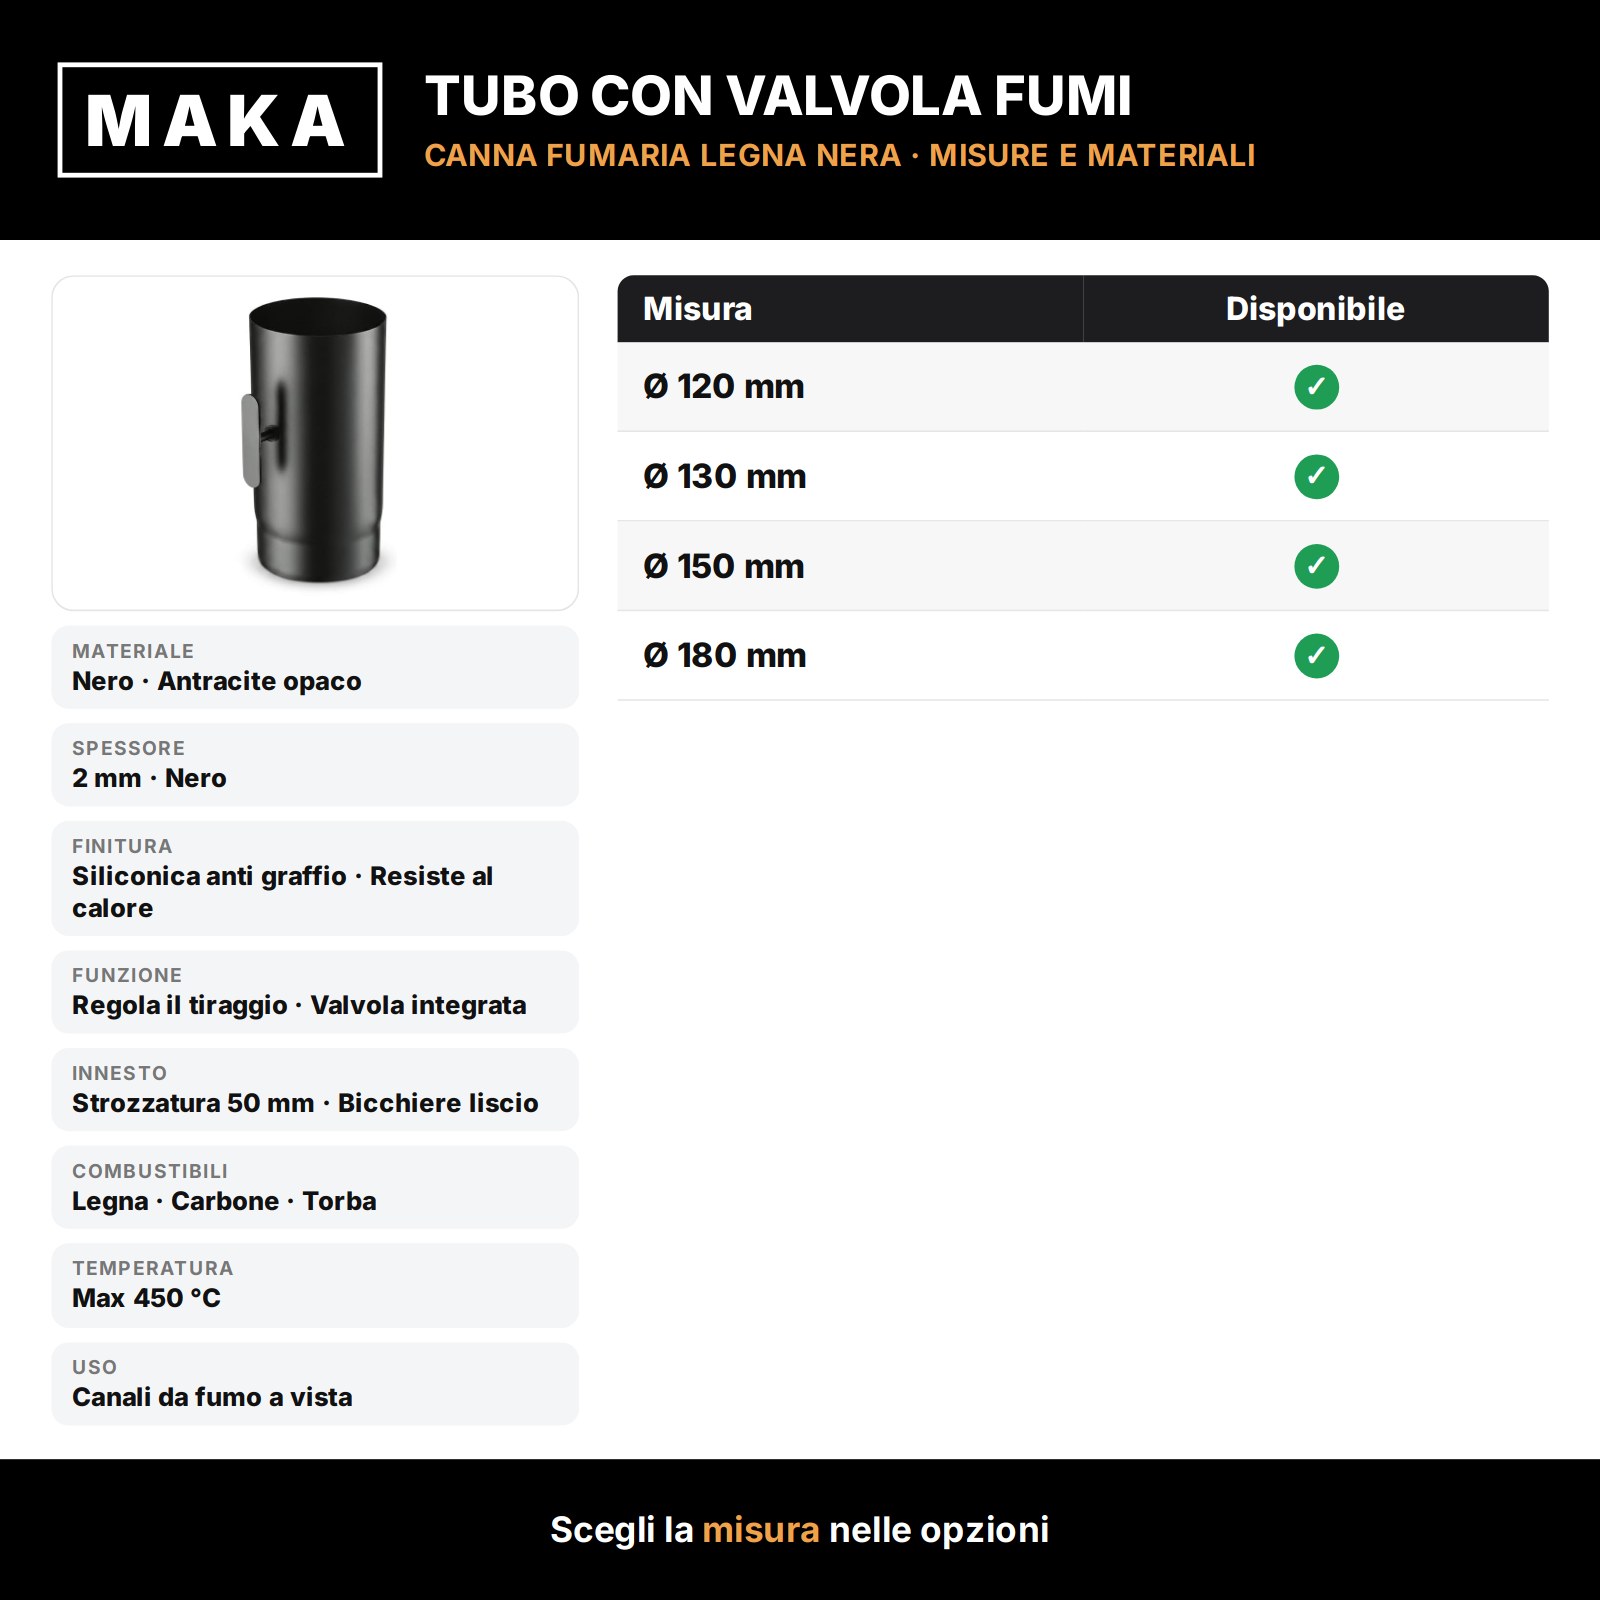 MAKA
TUBO CON VALVOLA FUMI
CANNA FUMARIA LEGNA NERA · MISURE E MATERIALI
MATERIALE
Nero · Antracite opaco
SPESSORE
2 mm · Nero
FINITURA
Siliconica anti graffio · Resiste al
calore
FUNZIONE
Regola il tiraggio · Valvola integrata
INNESTO
Strozzatura 50 mm · Bicchiere liscio
COMBUSTIBILI
Legna · Carbone · Torba
TEMPERATURA
Max 450 °C
USO
Canali da fumo a vista
Misura Disponibile
Ø 120 mm ✓
Ø 130 mm ✓
Ø 150 mm ✓
Ø 180 mm ✓
Scegli la misura nelle opzioni